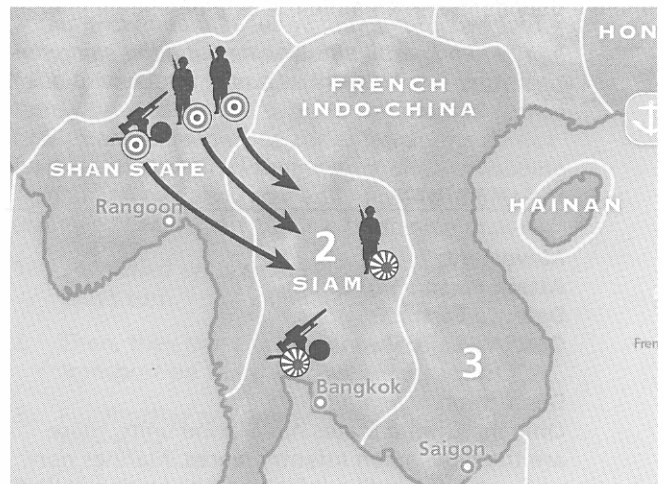 HON
FRENCH
INDO-CHINA
SHAN STATE
Rangoon
HAINAN
2
SIAM
Fren
3
Bangkok
Saigon